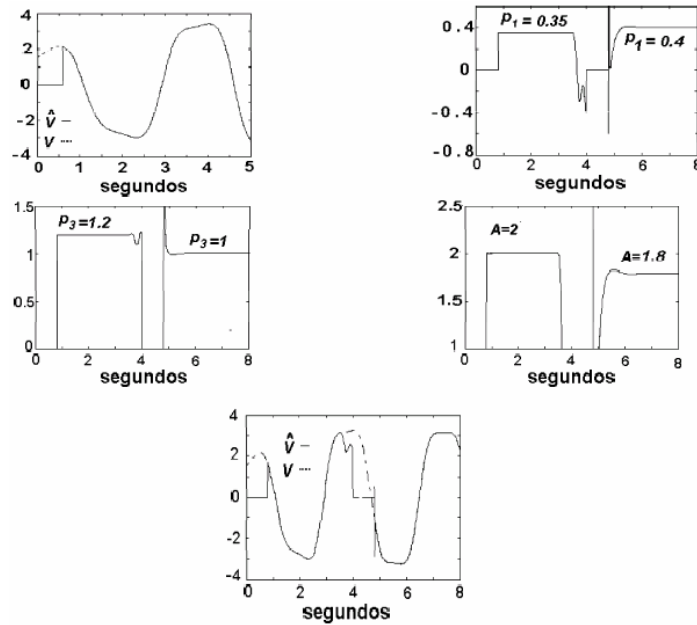 4
2
0
-2
-4
V̂ —
V ····
0 1 2 3 4 5
segundos
0.4
0
-0.4
-0.8
p₁ = 0.35
p₁ = 0.4
0 2 4 6 8
segundos
1.5
1
0.5
0
p₃=1.2
p₃=1
0 2 4 6 8
segundos
2.5
2
1.5
1
A=2
A=1.8
0 2 4 6 8
segundos
4
2
0
-2
-4
V̂ —
V ····
0 2 4 6 8
segundos